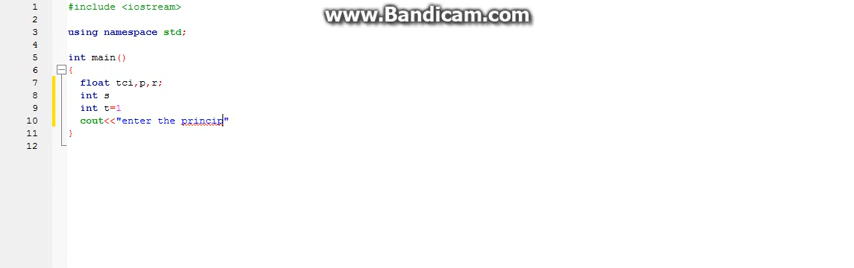 www.Bandicam.com
1 #include <iostream>
2
3 using namespace std;
4
5 int main()
6 {
7 float tci,p,r;
8 int s
9 int t=1
10 cout<<"enter the princip"
11 }
12